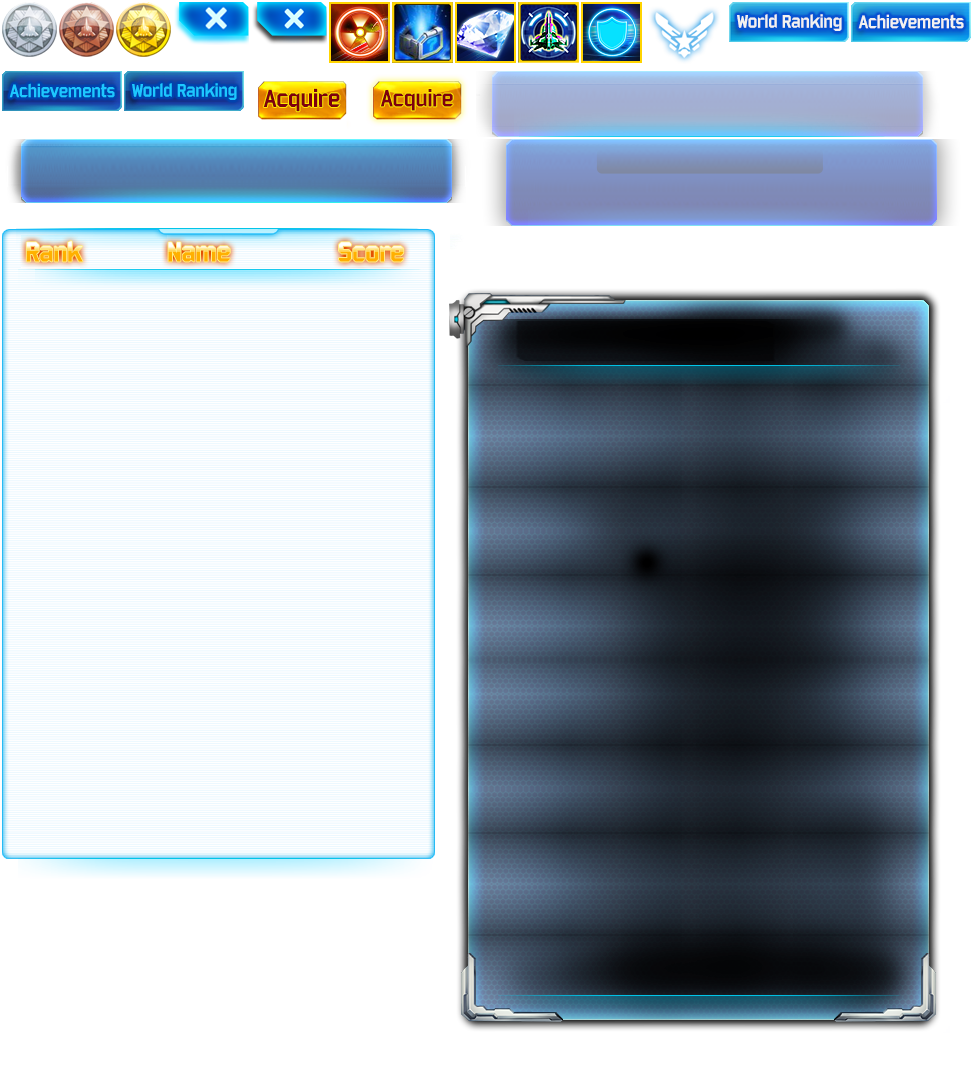 World Ranking
Achievements
Achievements
World Ranking
Acquire
Acquire
Rank Name Score